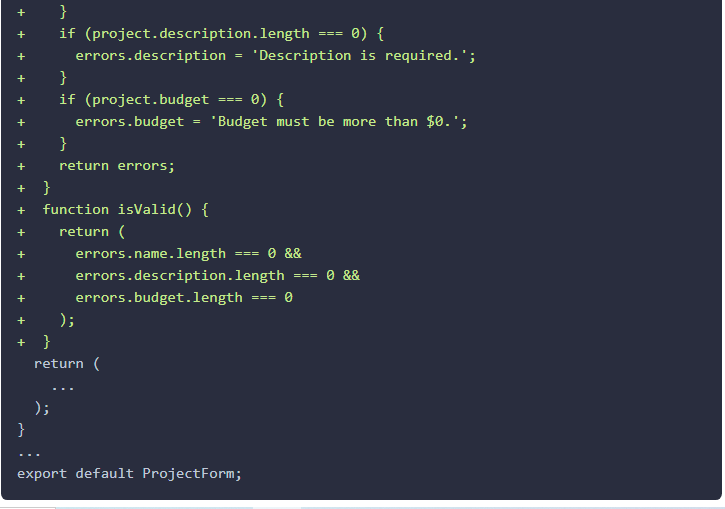 +    }
+    if (project.description.length === 0) {
+      errors.description = 'Description is required.';
+    }
+    if (project.budget === 0) {
+      errors.budget = 'Budget must be more than $0.';
+    }
+    return errors;
+  }
+  function isValid() {
+    return (
+      errors.name.length === 0 &&
+      errors.description.length === 0 &&
+      errors.budget.length === 0
+    );
+  }
  return (
    ...
  );
}
...
export default ProjectForm;